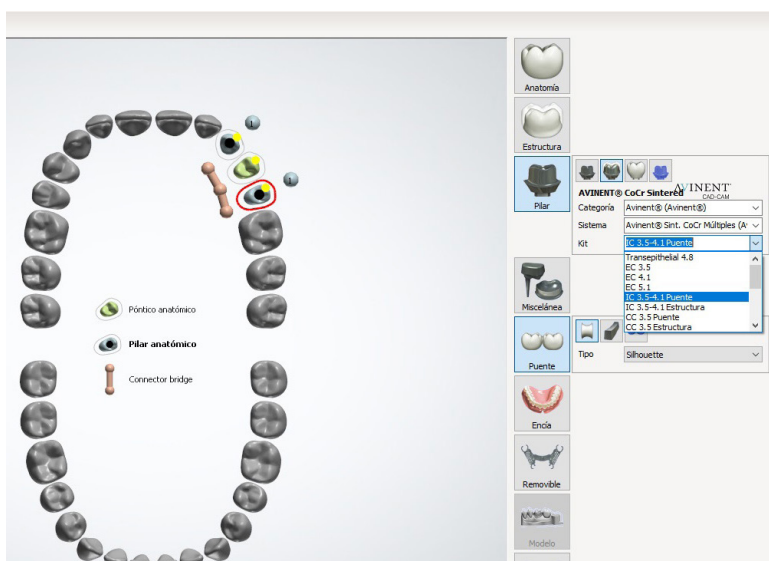 Anatomía
Estructura
Pilar
AVINENT® CoCr Sintered
AVINENT®
CAD-CAM
Categoría
Avinent® (Avinent®)
Sistema
Avinent® Sint. CoCr Múltiples (A
Kit
IC 3.5-4.1 Puente
Transepithelial 4.8
EC 3.5
EC 4.1
EC 5.1
IC 3.5-4.1 Puente
IC 3.5-4.1 Estructura
CC 3.5 Puente
CC 3.5 Estructura
Miscelánea
Tipo
Silhouette
Puente
Encía
Removible
Modelo
Póntico anatómico
Pilar anatómico
Connector bridge